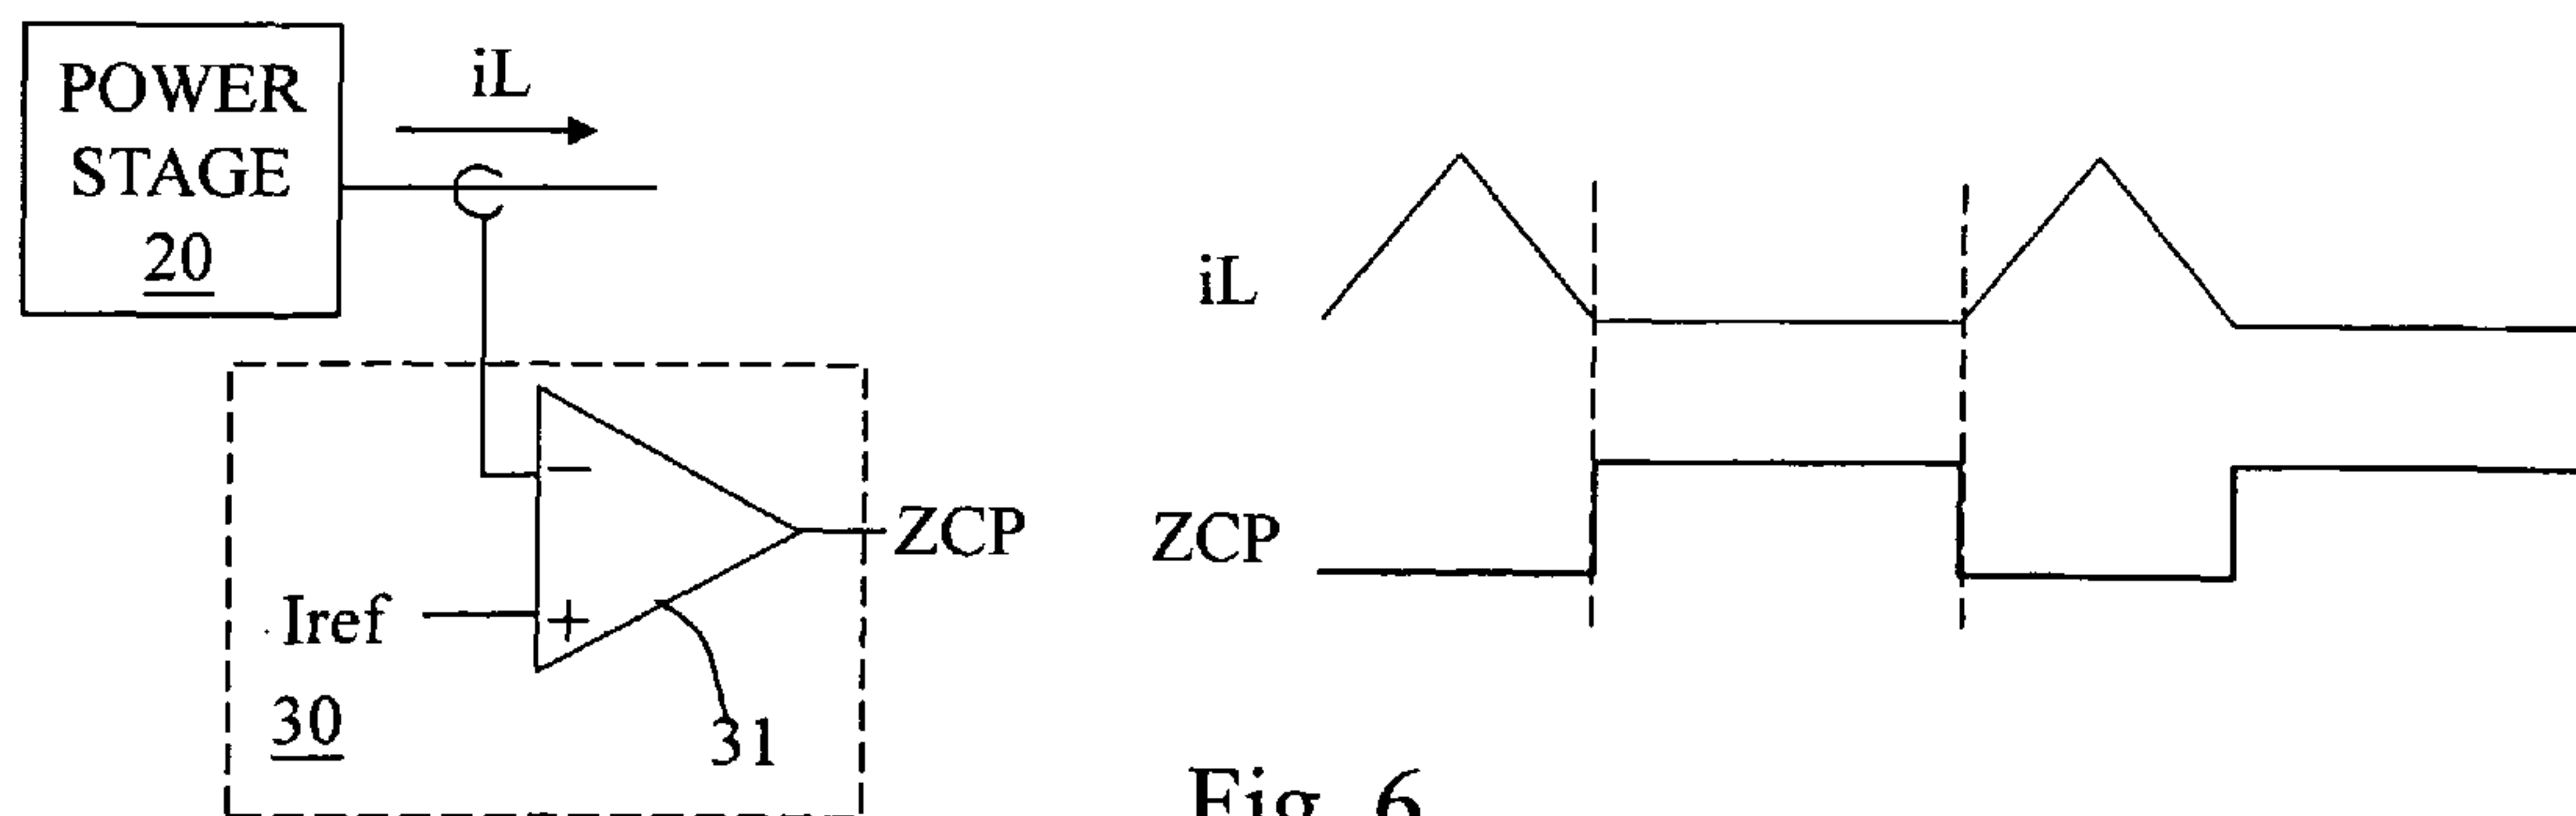 POWER
STAGE
20
iL
−
+
Iref
ZCP
30
31
iL
ZCP
Fig. 6